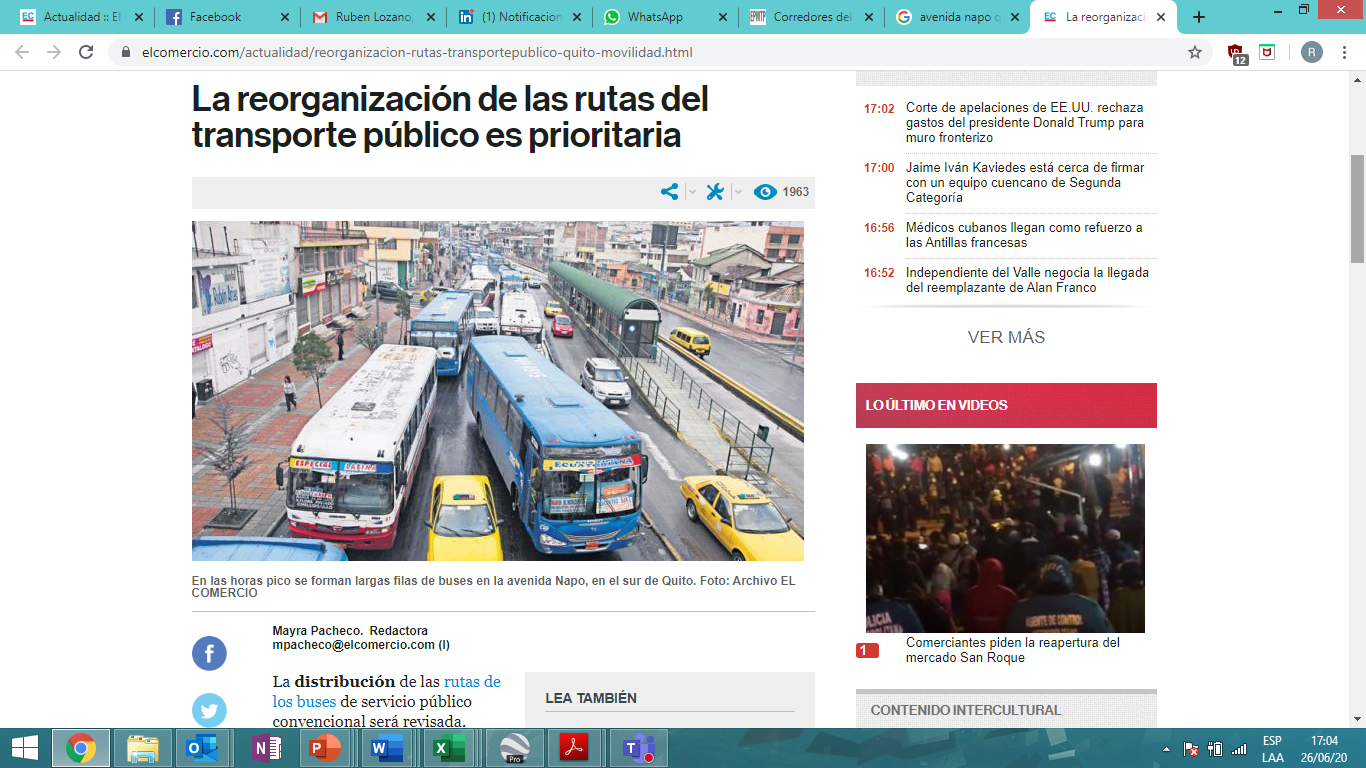 Actualidad :: El
Facebook
Gmail
Ruben Lozano,
(1) Notificacion
WhatsApp
Corredores del
avenida napo q
La reorganizaci
elcomercio.com/actualidad/reorganizacion-rutas-transportepublico-quito-movilidad.html
12
R
La reorganización de las rutas del
transporte público es prioritaria
1963
ESPECIAL LATINA
CHILLOGALLO
ECUATORIANA
En las horas pico se forman largas filas de buses en la avenida Napo, en el sur de Quito. Foto: Archivo EL
COMERCIO
Mayra Pacheco. Redactora
mpacheco@elcomercio.com (I)
La distribución de las rutas de
los buses de servicio público
convencional será revisada.
LEA TAMBIÉN
17:02 Corte de apelaciones de EE.UU. rechaza
gastos del presidente Donald Trump para
muro fronterizo
17:00 Jaime Iván Kaviedes está cerca de firmar
con un equipo cuencano de Segunda
Categoría
16:56 Médicos cubanos llegan como refuerzo a
las Antillas francesas
16:52 Independiente del Valle negocia la llegada
del reemplazante de Alan Franco
VER MÁS
LO ÚLTIMO EN VIDEOS
AGENTE DE CONTROL
1 Comerciantes piden la reapertura del
mercado San Roque
CONTENIDO INTERCULTURAL
Pro
ESP
LAA
17:04
26/06/20